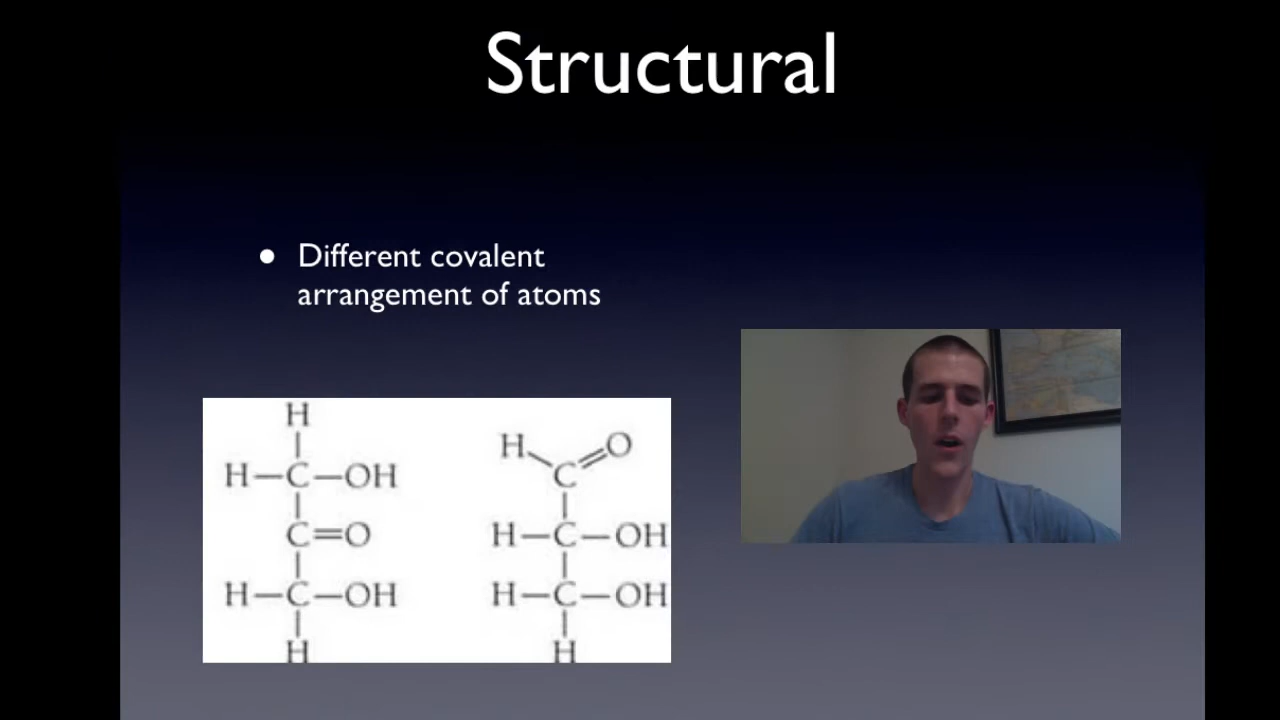 Structural
• Different covalent
arrangement of atoms
H
H—C—OH
C=O
H—C—OH
H
H O
C
H—C—OH
H—C—OH
H